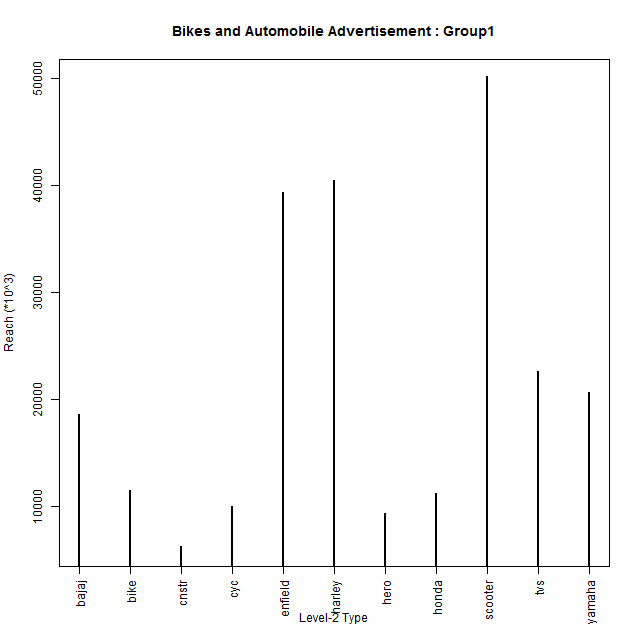 Bikes and Automobile Advertisement : Group1
Reach (*10^3)
50000
40000
30000
20000
10000
bajaj
bike
cnstr
cyc
enfield
harley
hero
honda
scooter
tvs
yamaha
Level-2 Type